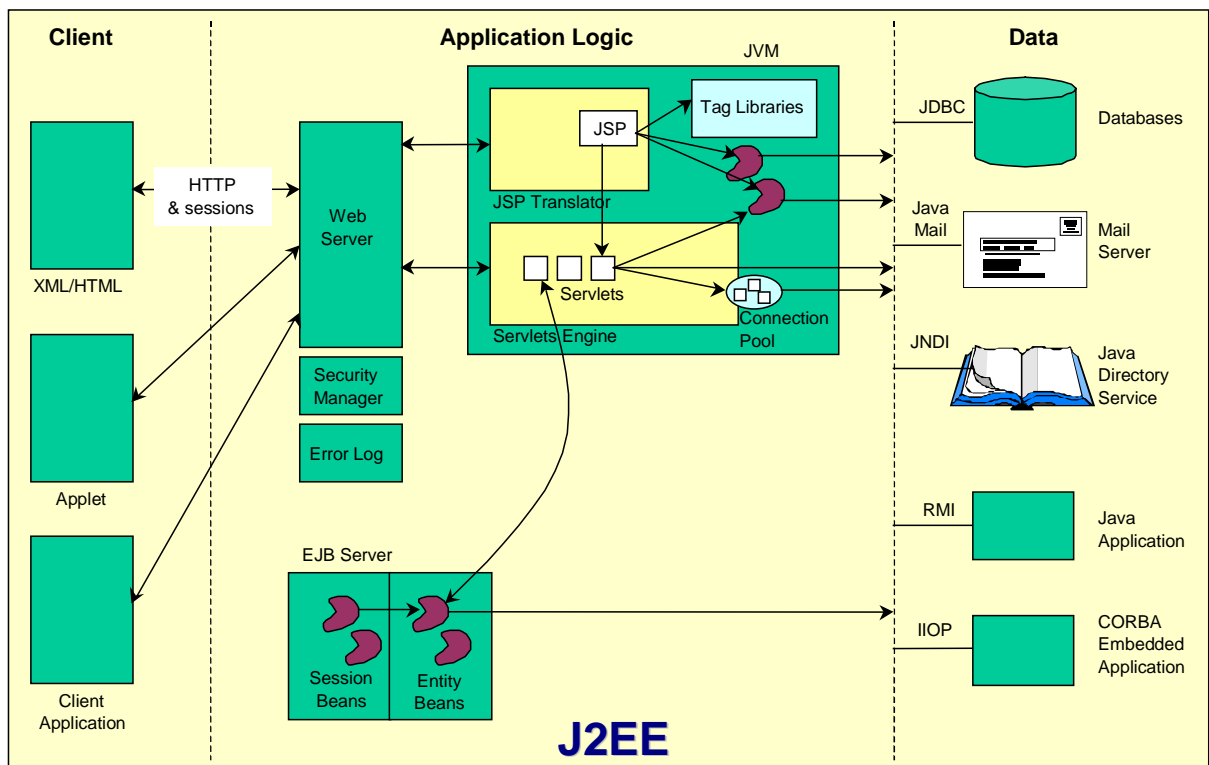 Client
Application Logic
Data
JVM
JSP
Tag Libraries
JSP Translator
Servlets
Servlets Engine
Connection
Pool
HTTP
& sessions
XML/HTML
Applet
Client
Application
Web
Server
Security
Manager
Error Log
EJB Server
Session
Beans
Entity
Beans
JDBC
Databases
Java
Mail
Mail
Server
JNDI
Java
Directory
Service
RMI
Java
Application
IIOP
CORBA
Embedded
Application
J2EE